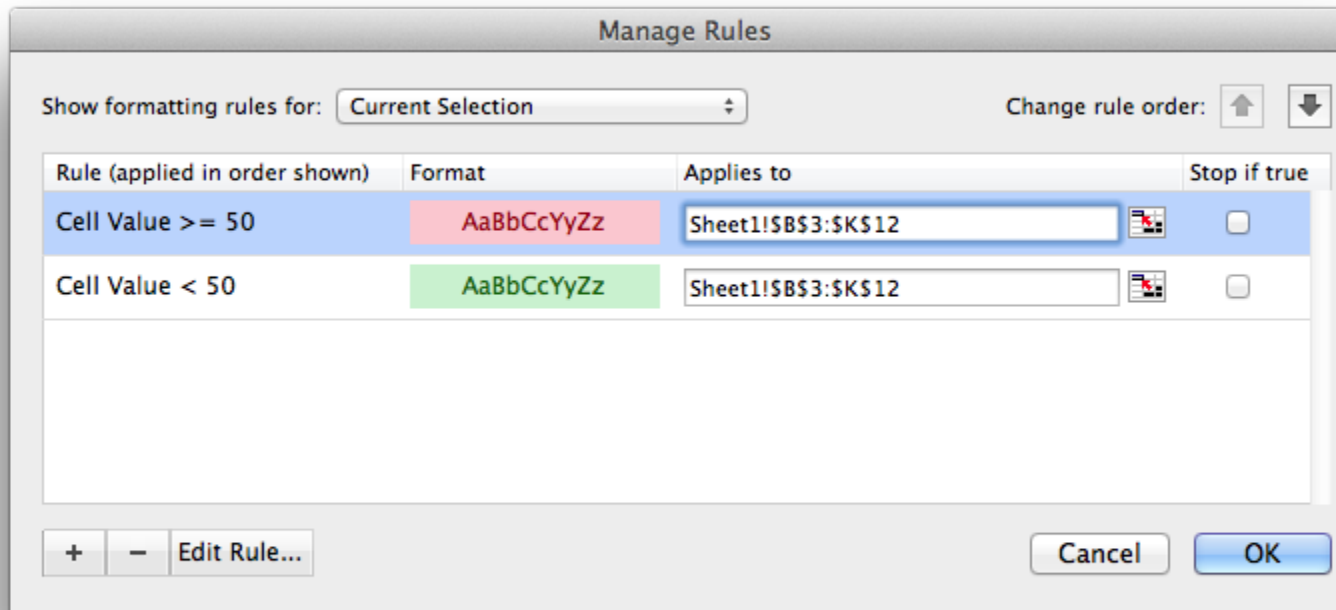 Manage Rules
Show formatting rules for: Current Selection Change rule order:
Rule (applied in order shown) Format Applies to Stop if true
Cell Value >= 50 AaBbCcYyZz Sheet1!$B$3:$K$12
Cell Value < 50 AaBbCcYyZz Sheet1!$B$3:$K$12
+ − Edit Rule... Cancel OK